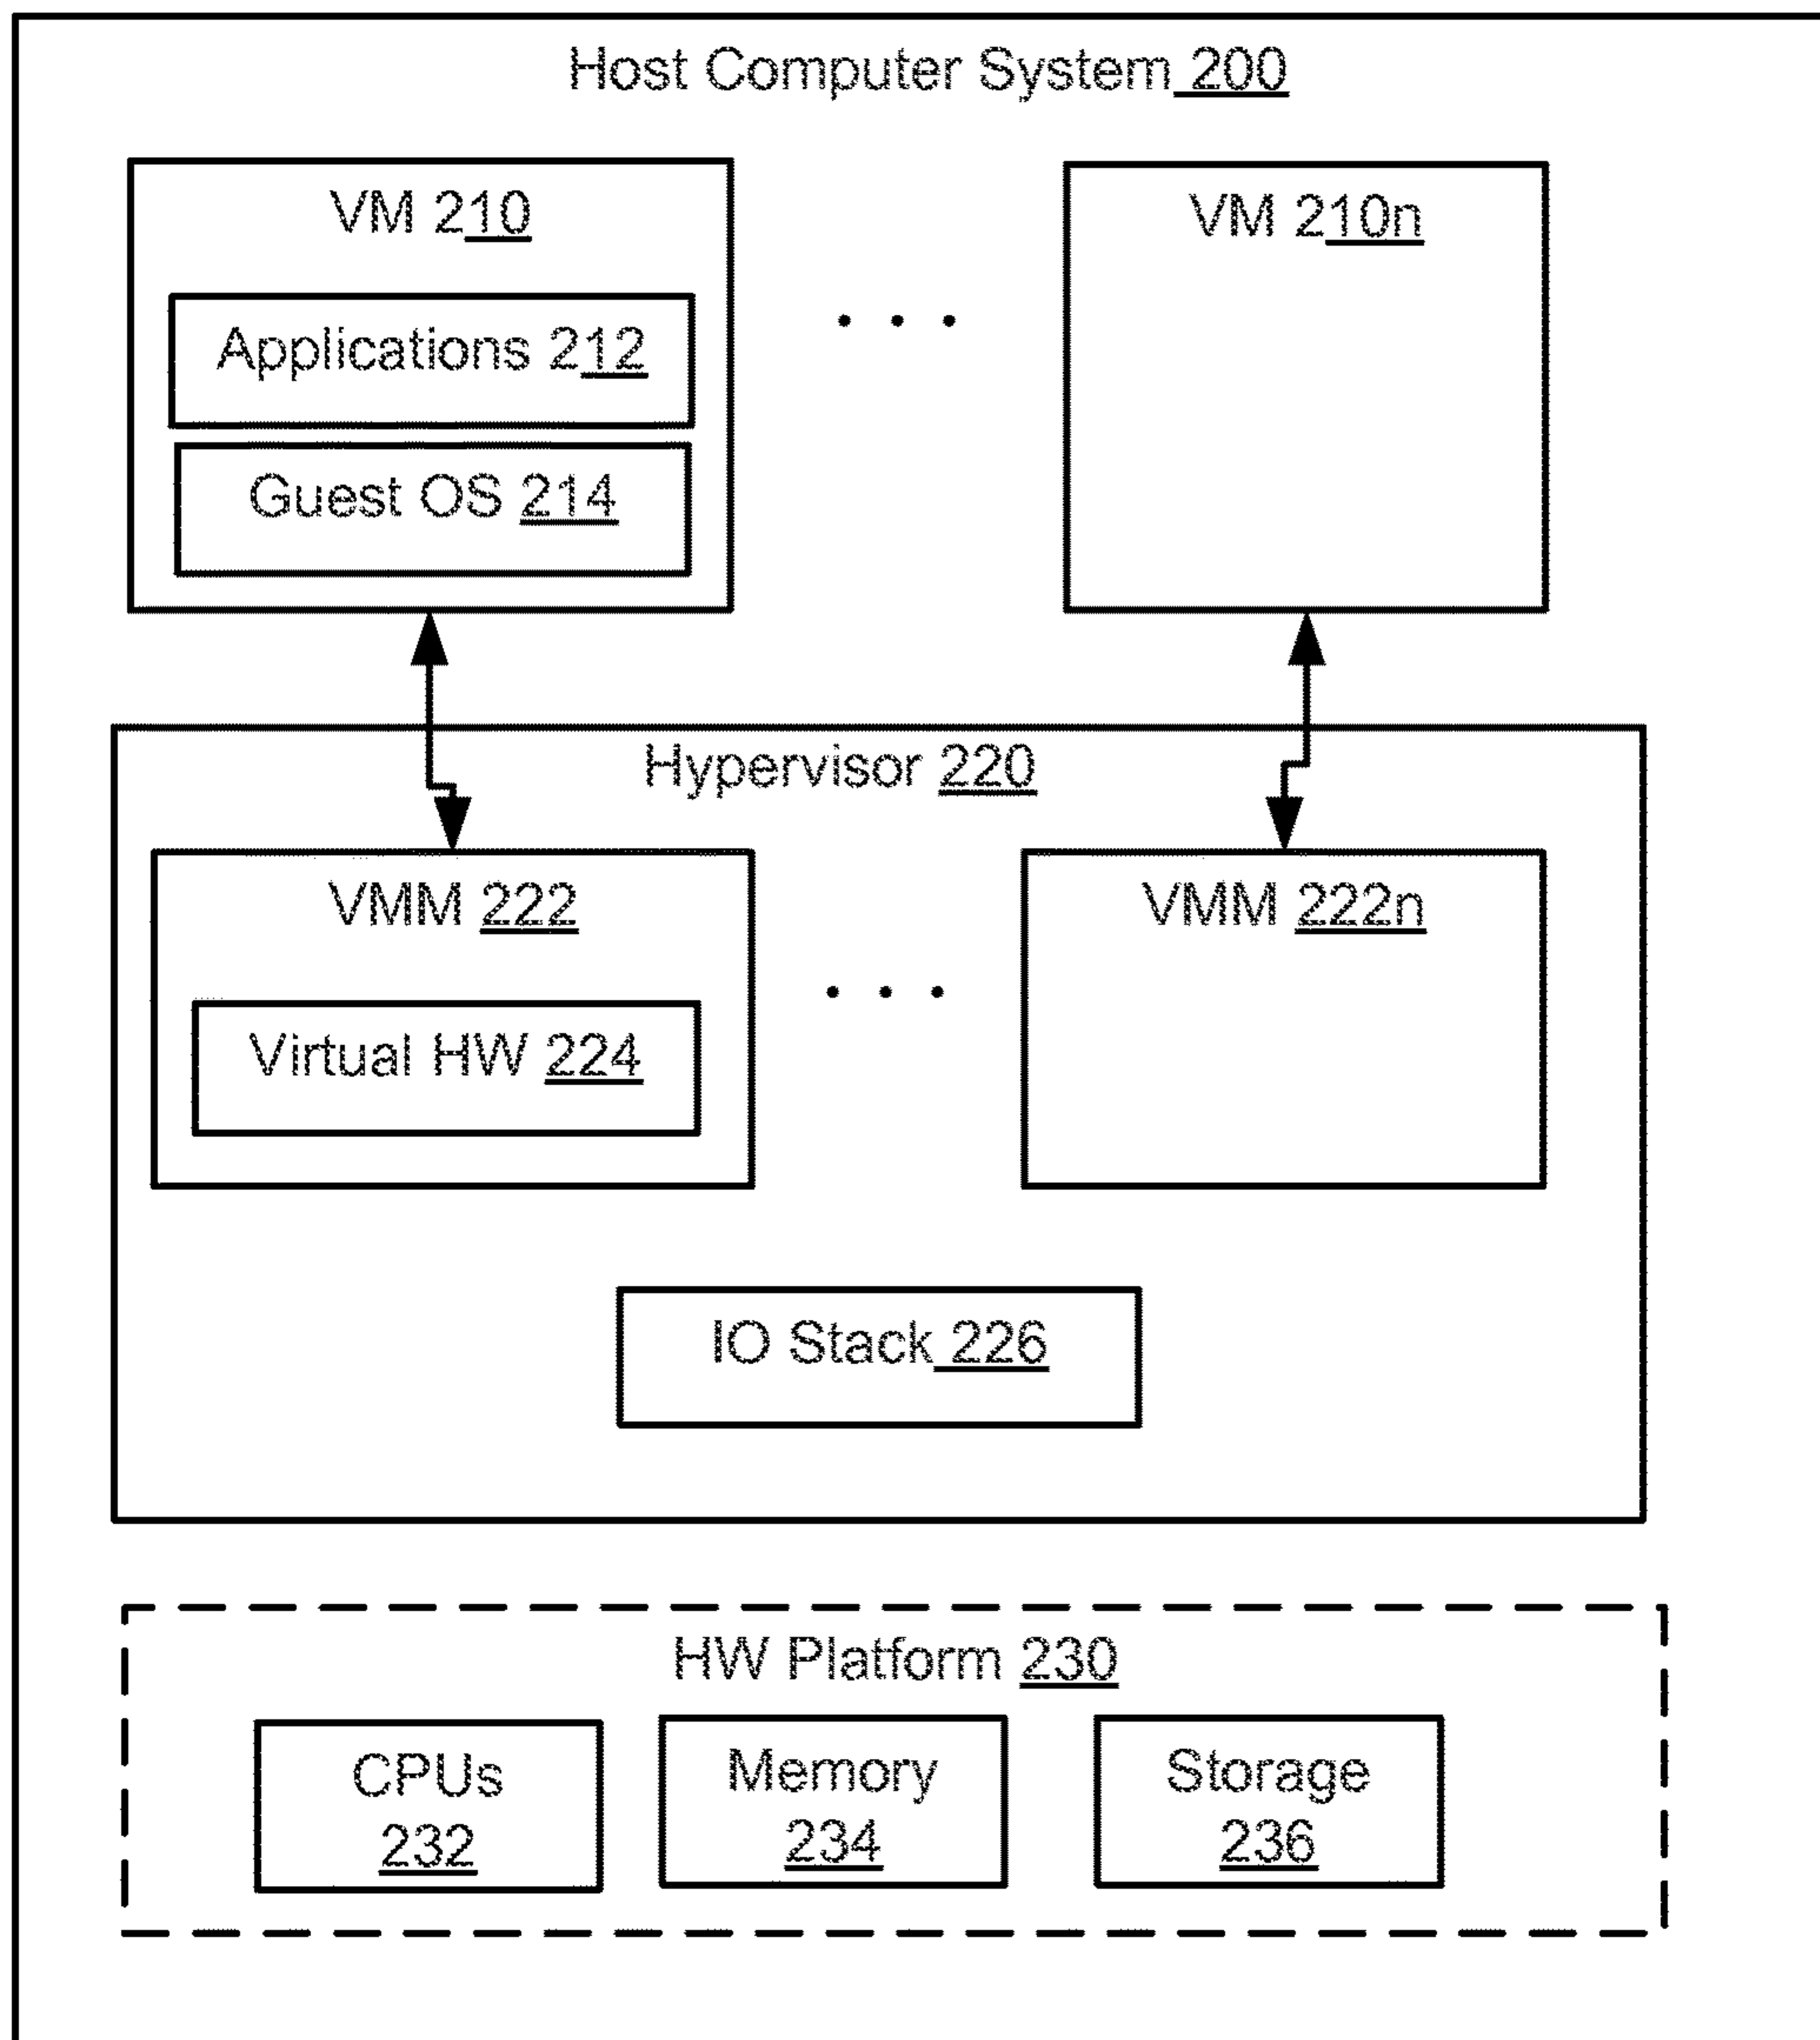 Host Computer System 200
VM 210
VM 210n
Applications 212
Guest OS 214
. . .
Hypervisor 220
VMM 222
VMM 222n
Virtual HW 224
. . .
IO Stack 226
HW Platform 230
CPUs
232
Memory
234
Storage
236